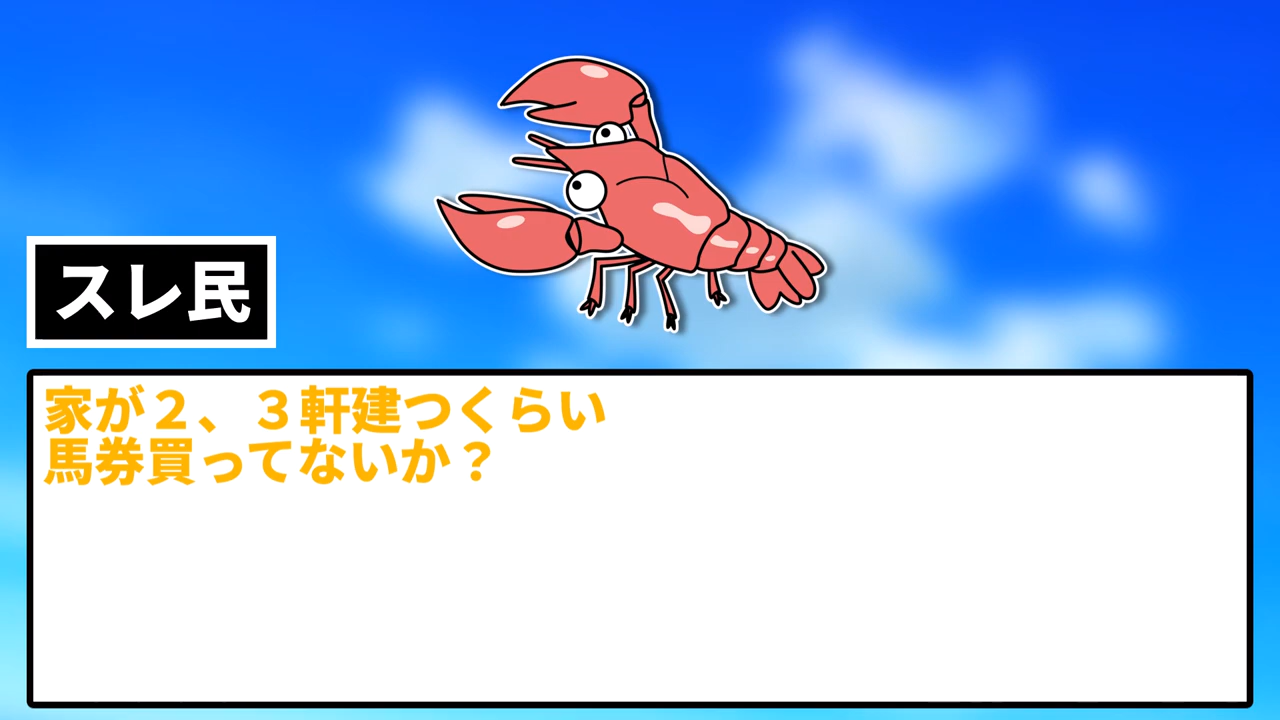 スレ民
家が２、３軒建つくらい
馬券買ってないか？